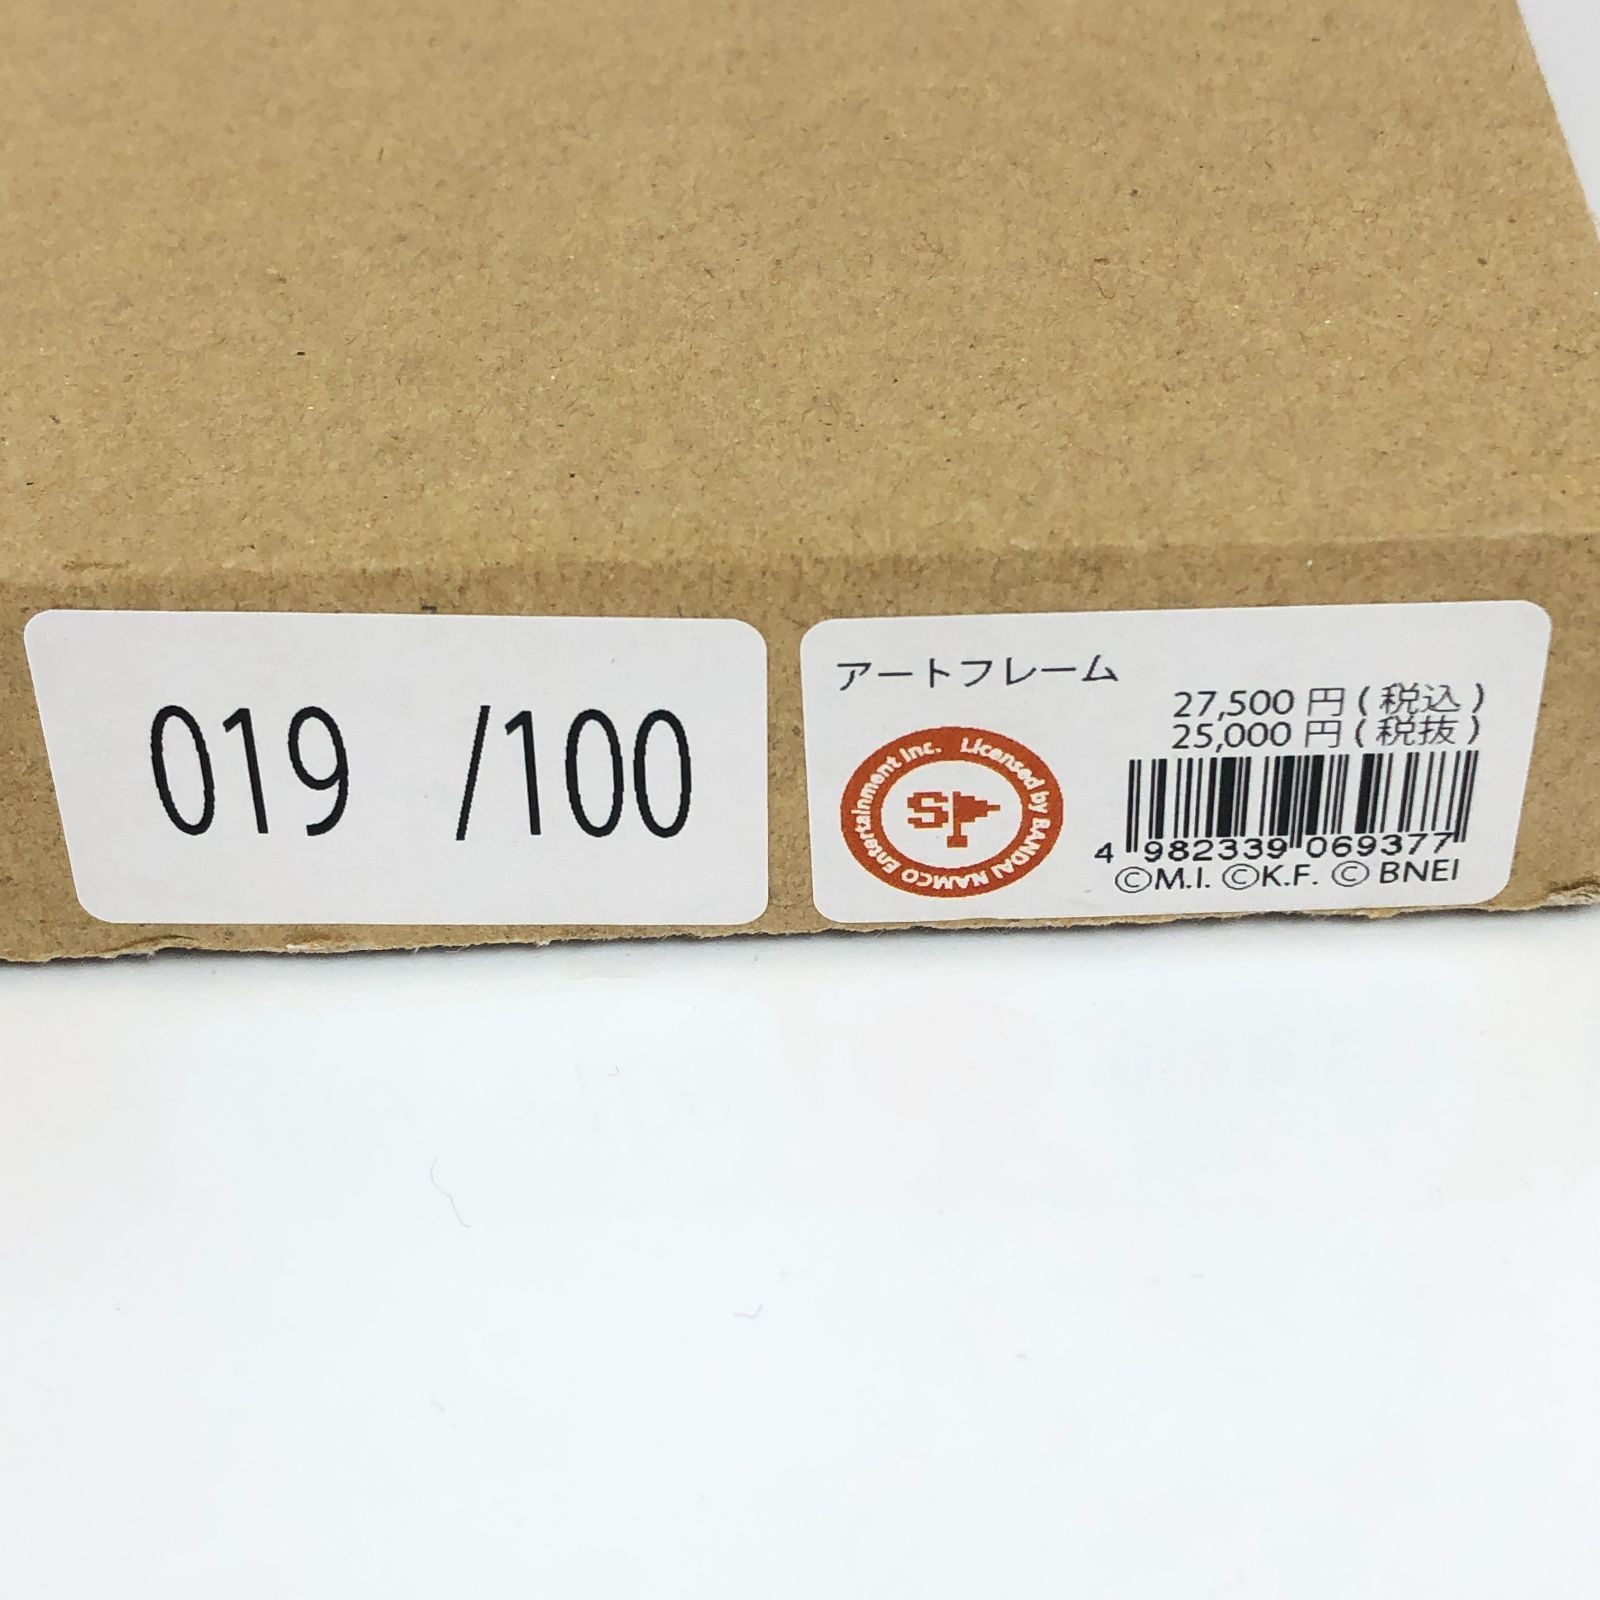 019 /100
アートフレーム
27,500 円 ( 税込 )
25,000 円 ( 税抜 )
Licensed by BANDAI NAMCO Entertainment Inc.
S
4 982339 069377
©M.I. ©K.F. © BNEI